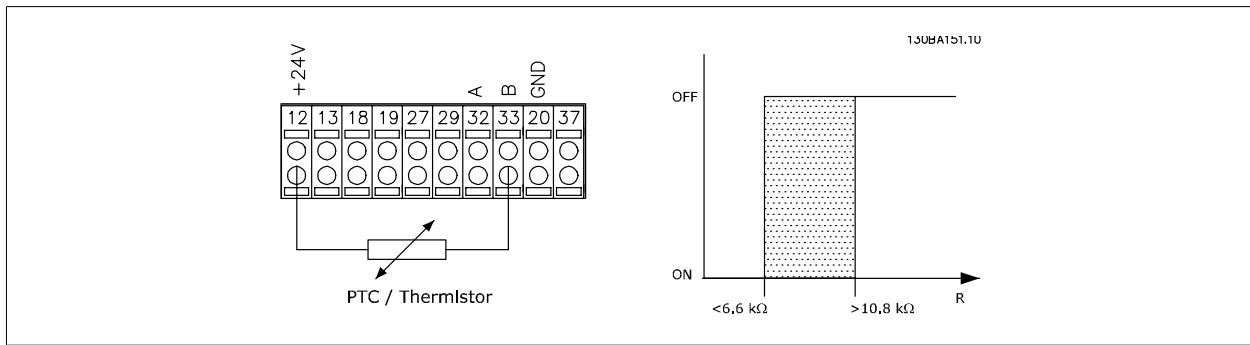 130BA151.10
+24V
A
B
GND
12 13 18 19 27 29 32 33 20 37
PTC / Thermistor
OFF
ON
<6,6 kΩ
>10,8 kΩ
R